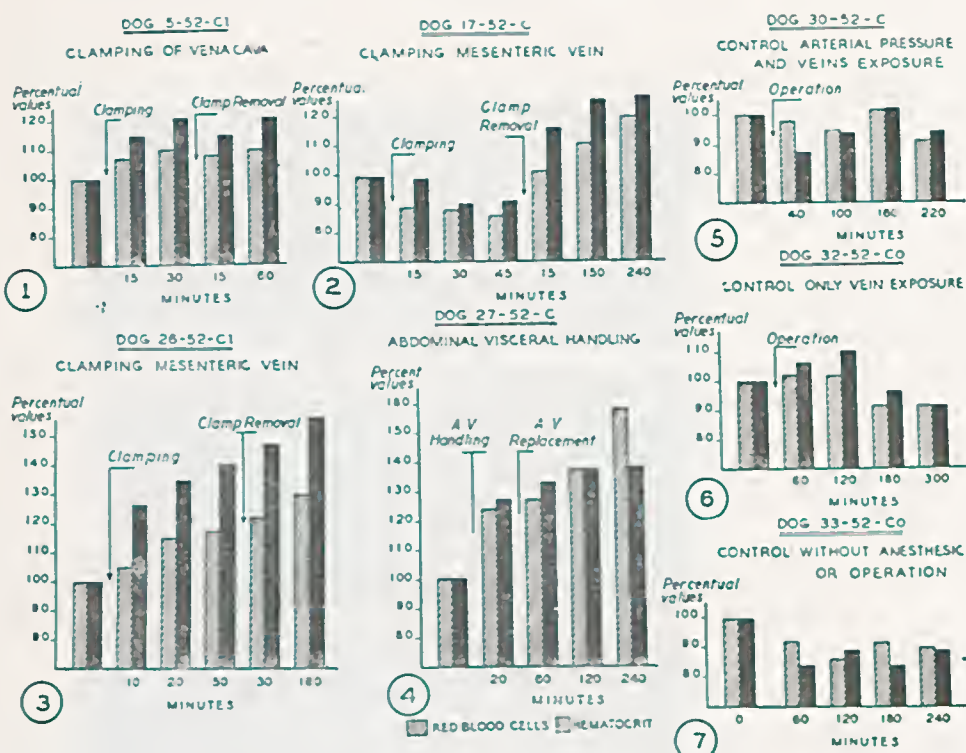 DOG 5-52-C1
CLAMPING OF VENA CAVA
Percentual values
Clamping
Clamp Removal
120
110
100
90
80
15 30 15 60
MINUTES
1
DOG 17-52-C
CLAMPING MESENTERIC VEIN
Percentual values
Clamping
Clamp Removal
120
110
100
90
80
15 30 45 15 150 240
MINUTES
2
DOG 26-52-C1
CLAMPING MESENTERIC VEIN
Percentual values
Clamping
Clamp Removal
150
140
130
120
110
100
90
80
10 20 50 30 180
MINUTES
3
DOG 27-52-C
ABDOMINAL VISCERAL HANDLING
Percent values
A.V Handling
A.V Replacement
150
140
130
120
110
100
90
80
20 60 120 240
MINUTES
4
RED BLOOD CELLS HEMATOCRIT
DOG 30-52-C
CONTROL ARTERIAL PRESSURE
AND VEINS EXPOSURE
Percentual values
Operation
100
90
80
40 100 160 220
MINUTES
5
DOG 32-52-CO
CONTROL ONLY VEIN EXPOSURE
Percentual values
Operation
110
100
90
80
60 120 180 300
MINUTES
6
DOG 33-52-CO
CONTROL WITHOUT ANESTHESIC
OR OPERATION
Percentual values
100
90
80
0 60 120 180 240
MINUTES
7